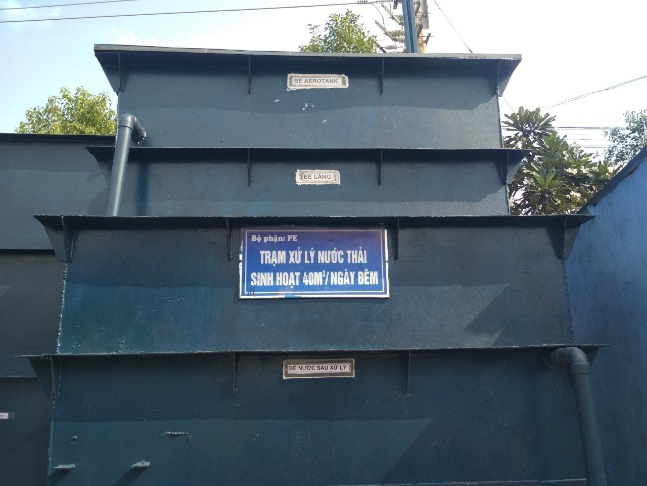 BỂ AEROTANK
BỂ LẮNG
Bộ phận: PE
TRẠM XỬ LÝ NƯỚC THẢI
SINH HOẠT 40M³/ NGÀY ĐÊM
BỂ NƯỚC SAU XỬ LÝ